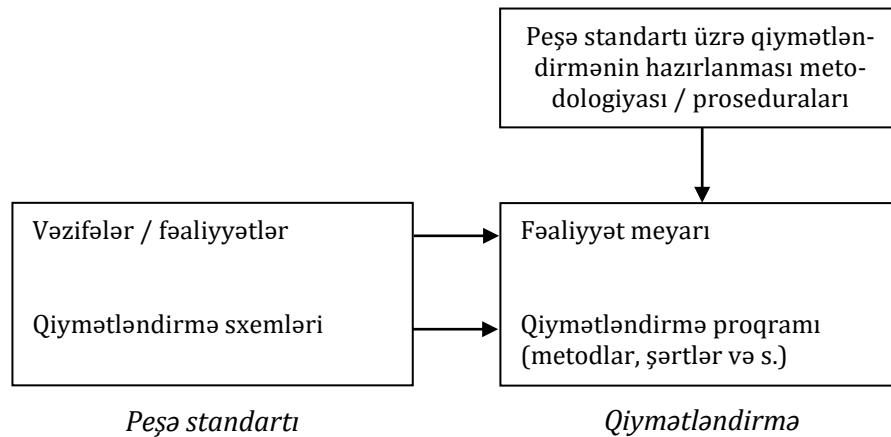 Peşə standartı üzrə qiymətlən-
dirmənin hazırlanması meto-
dologiyası / proseduraları
Vəzifələr / fəaliyyətlər
Fəaliyyət meyarı
Qiymətləndirmə sxemləri
Qiymətləndirmə proqramı
(metodlar, şərtlər və s.)
Peşə standartı
Qiymətləndirmə